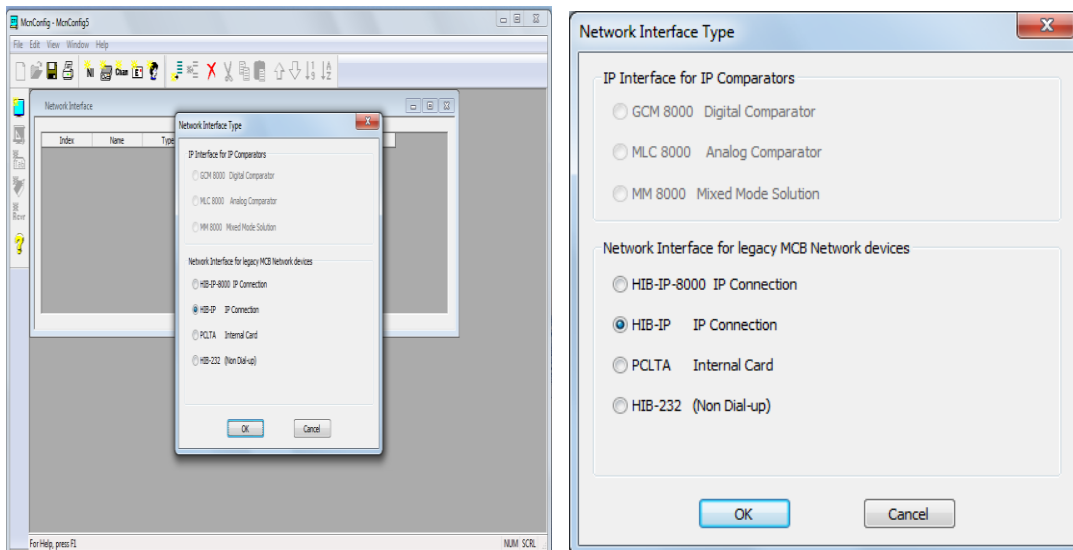 McnConfig - McnConfig5
File Edit View Window Help
NI Chan
Network Interface
Index Name Type
Network Interface Type
IP Interface for IP Comparators
GCM 8000 Digital Comparator
MLC 8000 Analog Comparator
MM 8000 Mixed Mode Solution
Network Interface for legacy MCB Network devices
HIB-IP-8000 IP Connection
HIB-IP IP Connection
PCLTA Internal Card
HIB-232 (Non Dial-up)
OK Cancel
For Help, press F1 NUM SCRL
Network Interface Type
IP Interface for IP Comparators
GCM 8000 Digital Comparator
MLC 8000 Analog Comparator
MM 8000 Mixed Mode Solution
Network Interface for legacy MCB Network devices
HIB-IP-8000 IP Connection
HIB-IP IP Connection
PCLTA Internal Card
HIB-232 (Non Dial-up)
OK Cancel